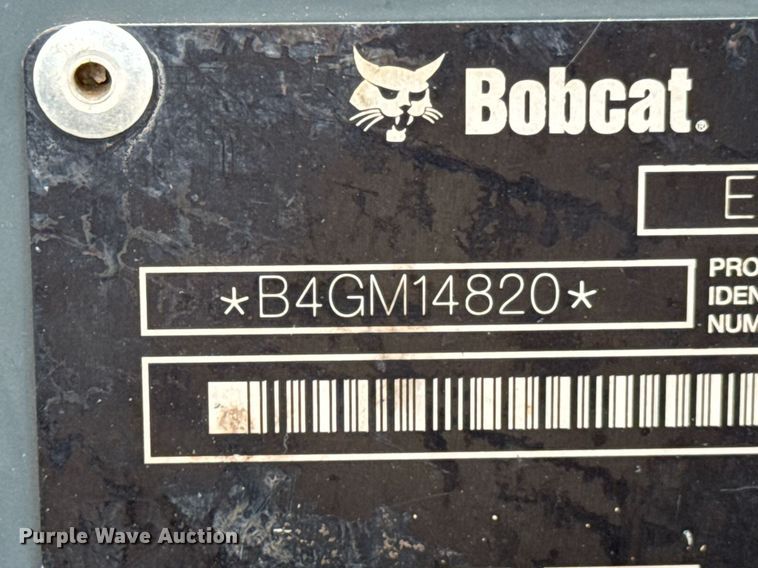 Bobcat®
E
*B4GM14820*
PRO
IDEN
NUM
Purple Wave Auction